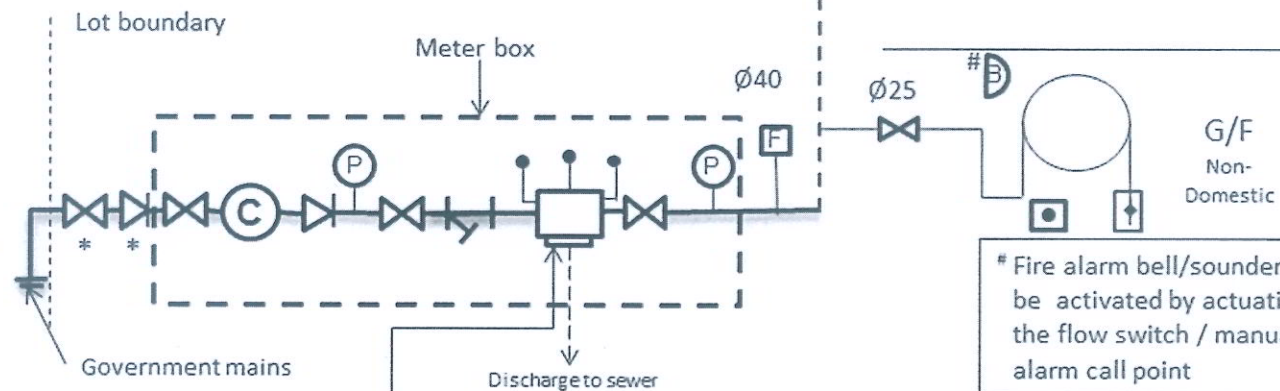 Lot boundary
Meter box
Ø40
Ø25
# B
G/F
Non-
Domestic
P
P
F
C
* *
# Fire alarm bell/sounder
be activated by actuati
the flow switch / manu
alarm call point
Government mains
Discharge to sewer